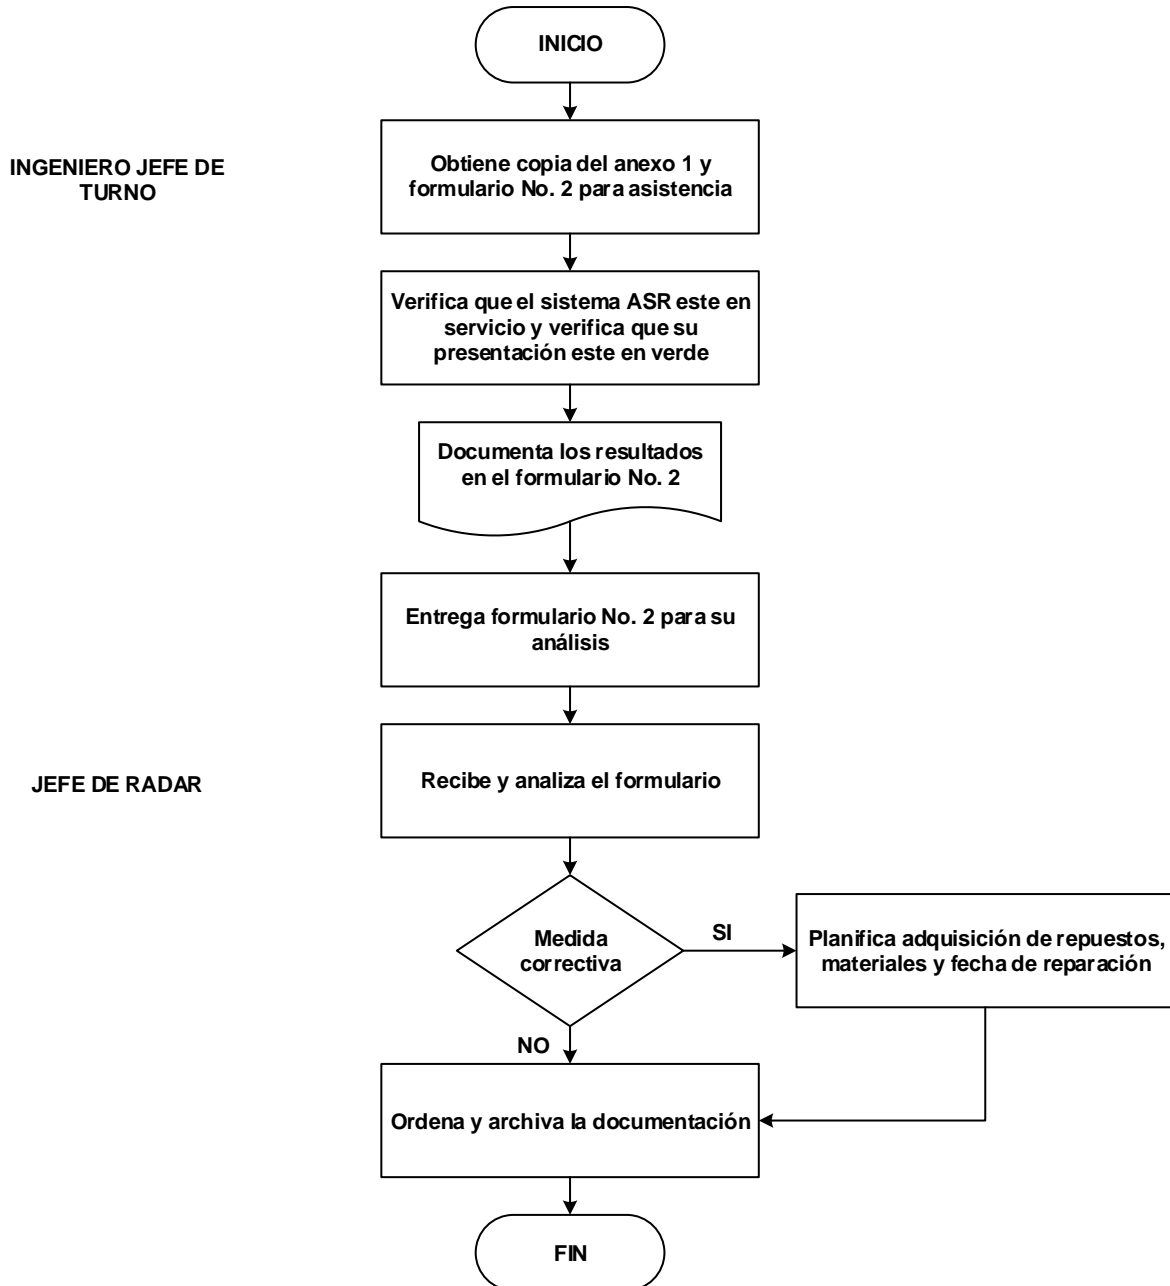 INICIO
INGENIERO JEFE DE
TURNO
Obtiene copia del anexo 1 y
formulario No. 2 para asistencia
Verifica que el sistema ASR este en
servicio y verifica que su
presentación este en verde
Documenta los resultados
en el formulario No. 2
Entrega formulario No. 2 para su
análisis
JEFE DE RADAR
Recibe y analiza el formulario
Medida
correctiva
SI
Planifica adquisición de repuestos,
materiales y fecha de reparación
NO
Ordena y archiva la documentación
FIN